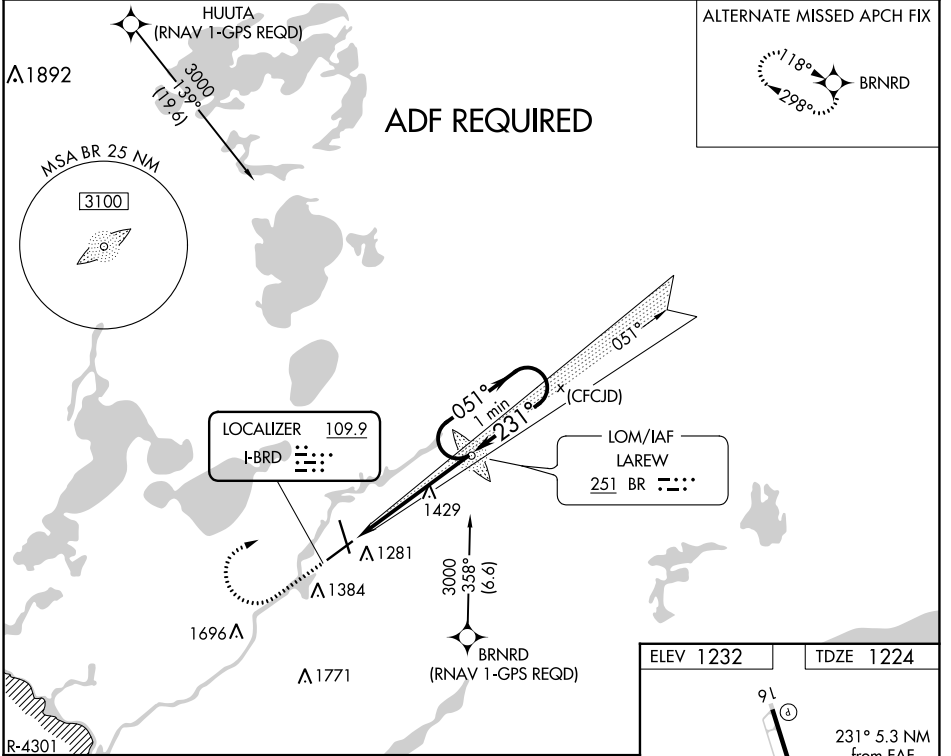 HUUTA
(RNAV 1-GPS REQD)
3000
139°
(19.6)
1892
ADF REQUIRED
ALTERNATE MISSED APCH FIX
118°
298°
BRNRD
MSA BR 25 NM
3100
051°
051°
1 min
231°
(CFCJD)
LOCALIZER 109.9
I-BRD
LOM/IAF
LAREW
251 BR
1429
1281
1384
1696
1771
3000
358°
(6.6)
BRNRD
(RNAV 1-GPS REQD)
R-4301
ELEV 1232
TDZE 1224
16
P
231° 5.3 NM
from FAF